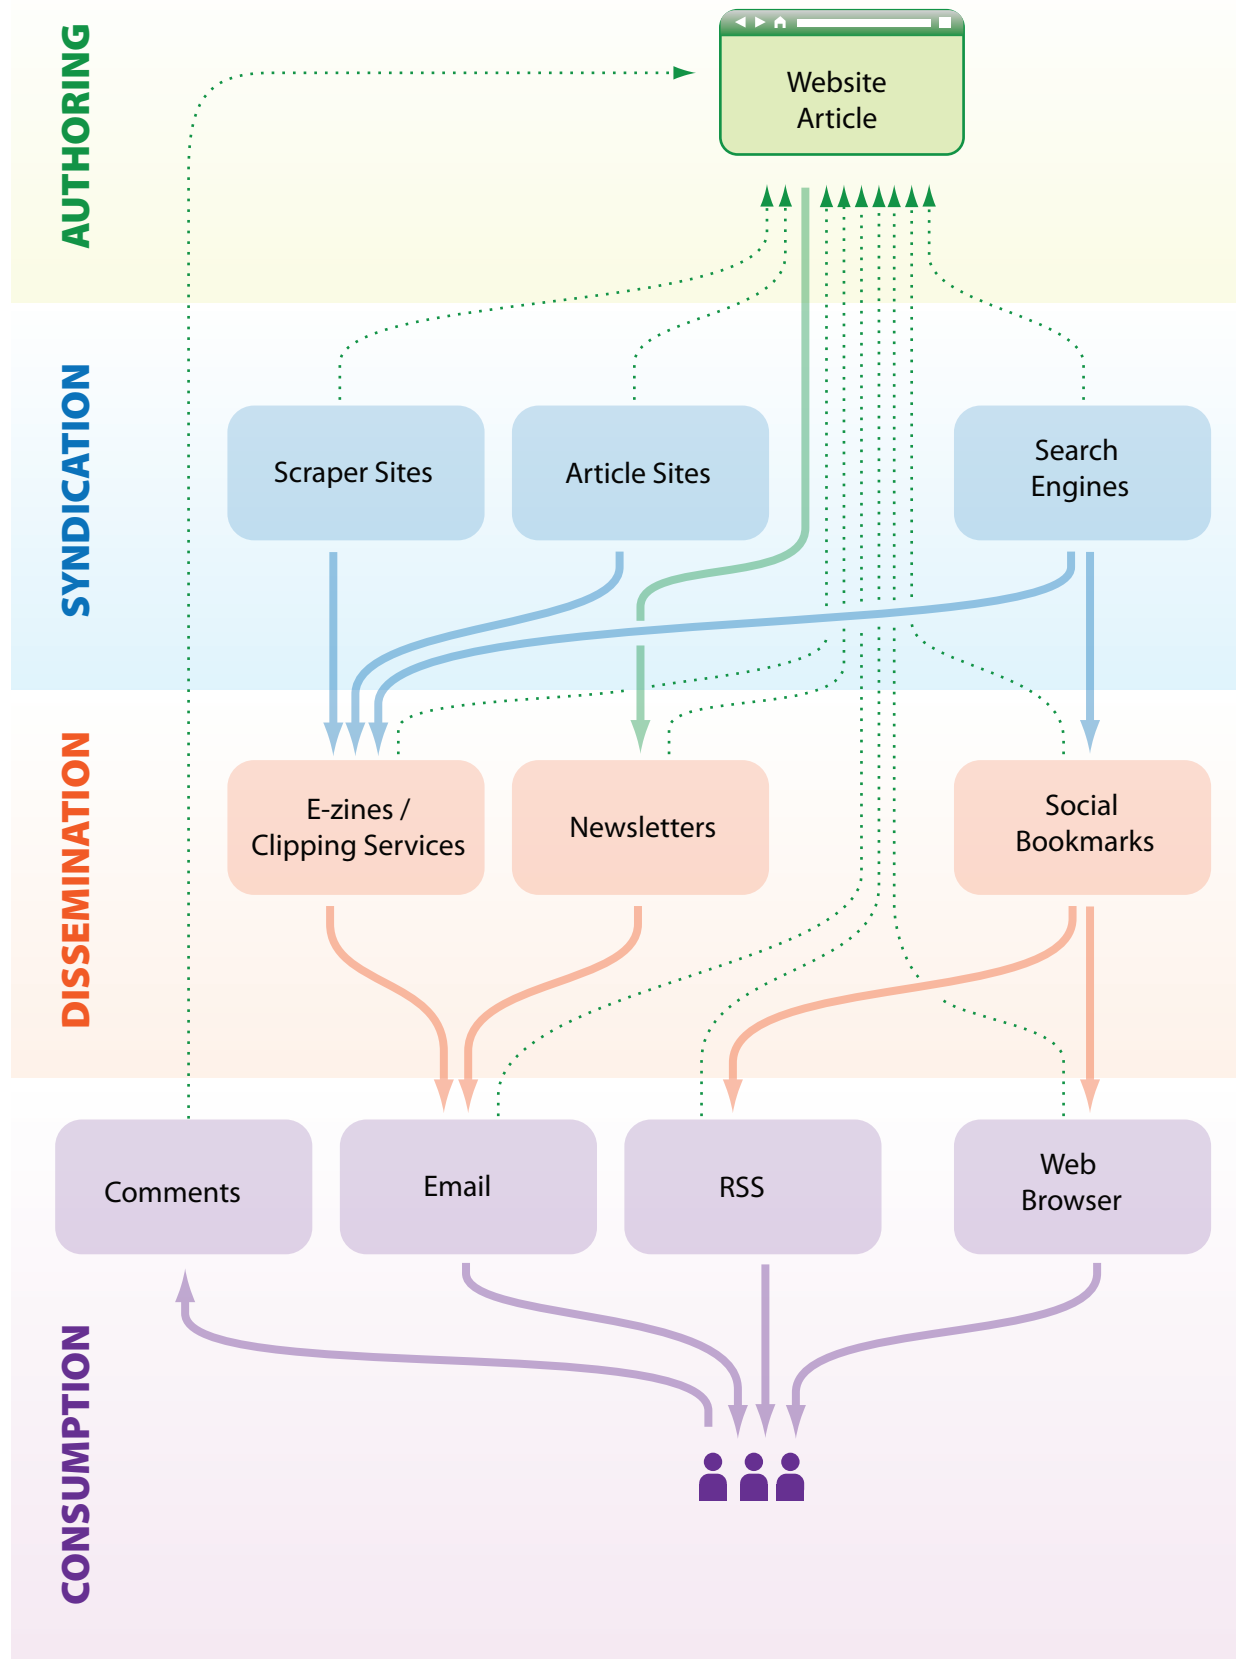 AUTHORING
Website
Article
SYNDICATION
Scraper Sites
Article Sites
Search
Engines
DISSEMINATION
E-zines /
Clipping Services
Newsletters
Social
Bookmarks
Comments
Email
RSS
Web
Browser
CONSUMPTION